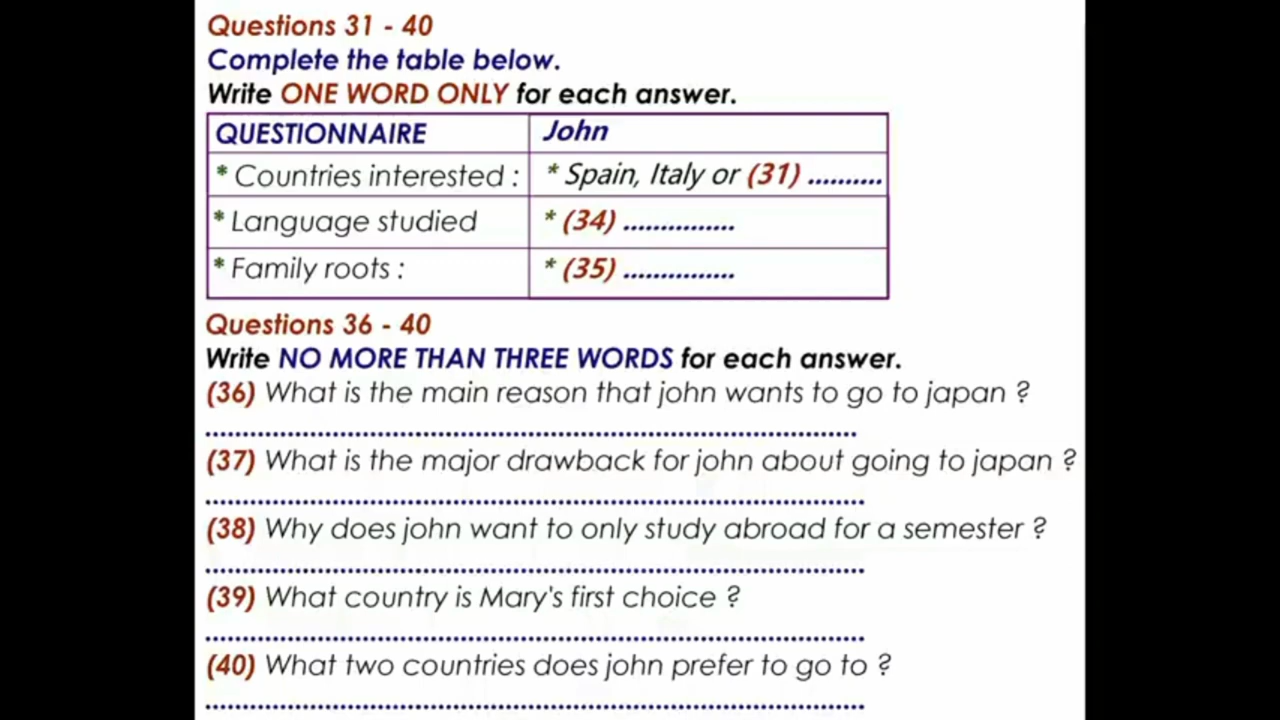 Questions 31 - 40
Complete the table below.
Write ONE WORD ONLY for each answer.
QUESTIONNAIRE John
* Countries interested : * Spain, Italy or (31) ..........
* Language studied * (34) ...............
* Family roots : * (35) ...............
Questions 36 - 40
Write NO MORE THAN THREE WORDS for each answer.
(36) What is the main reason that john wants to go to japan ?
........................................................................................
(37) What is the major drawback for john about going to japan ?
.........................................................................................
(38) Why does john want to only study abroad for a semester ?
.........................................................................................
(39) What country is Mary's first choice ?
.........................................................................................
(40) What two countries does john prefer to go to ?
.........................................................................................